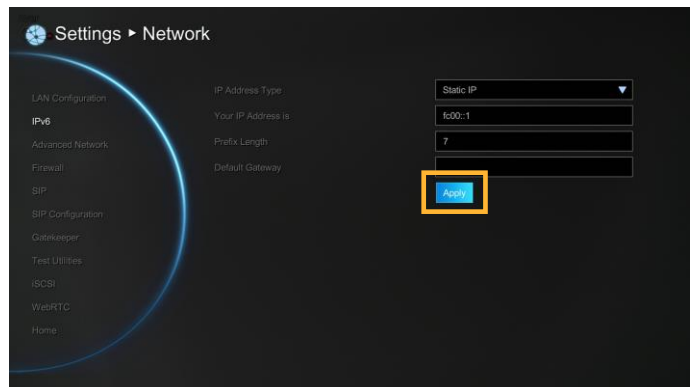 Settings ▸ Network
LAN Configuration
IPv6
Advanced Network
Firewall
SIP
SIP Configuration
Gatekeeper
Test Utilities
iSCSI
WebRTC
Home
IP Address Type Static IP ▼
Your IP Address is fc00::1
Prefix Length 7
Default Gateway
Apply